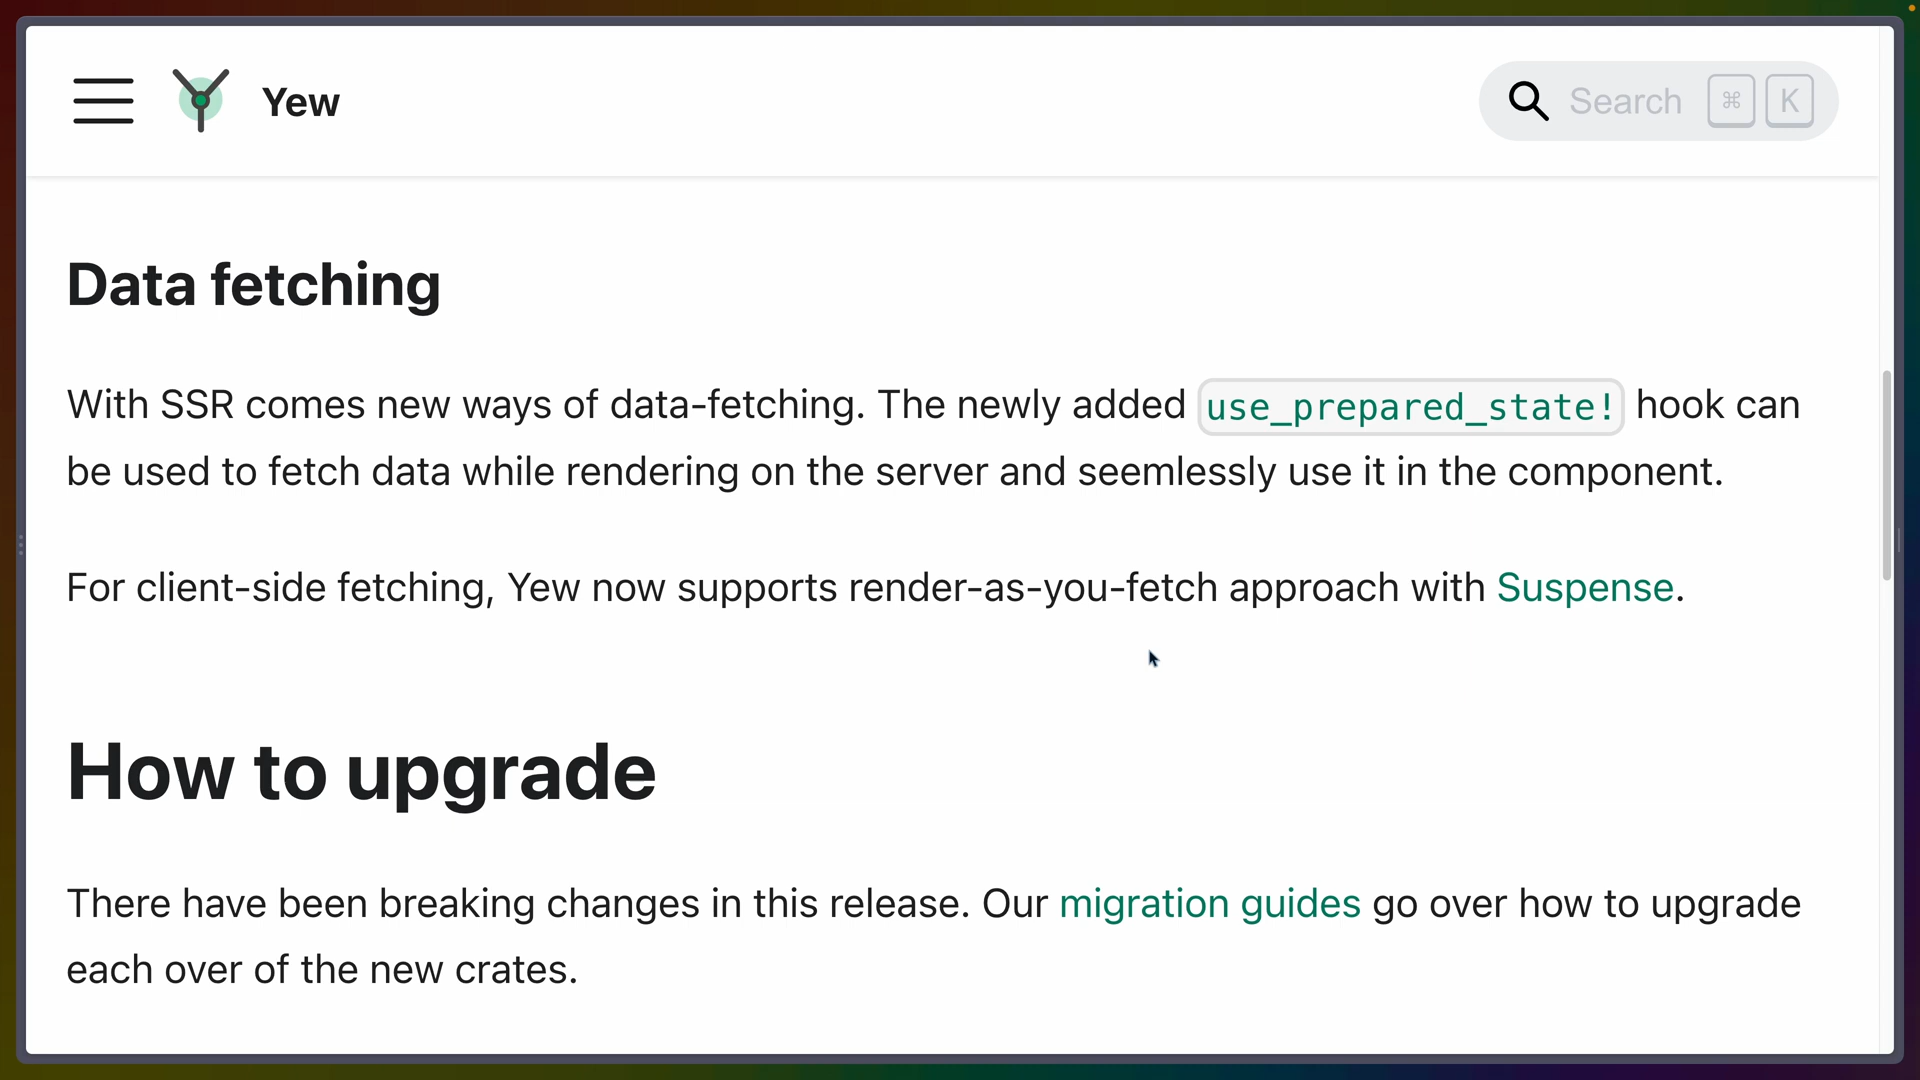 Yew
Search ⌘ K
Data fetching
With SSR comes new ways of data-fetching. The newly added use_prepared_state! hook can
be used to fetch data while rendering on the server and seemlessly use it in the component.
For client-side fetching, Yew now supports render-as-you-fetch approach with Suspense.
How to upgrade
There have been breaking changes in this release. Our migration guides go over how to upgrade
each over of the new crates.